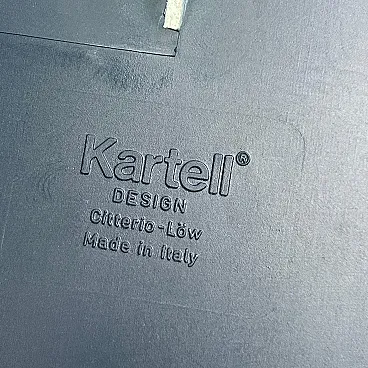 Kartell®
DESIGN
Citterio-Löw
Made in Italy